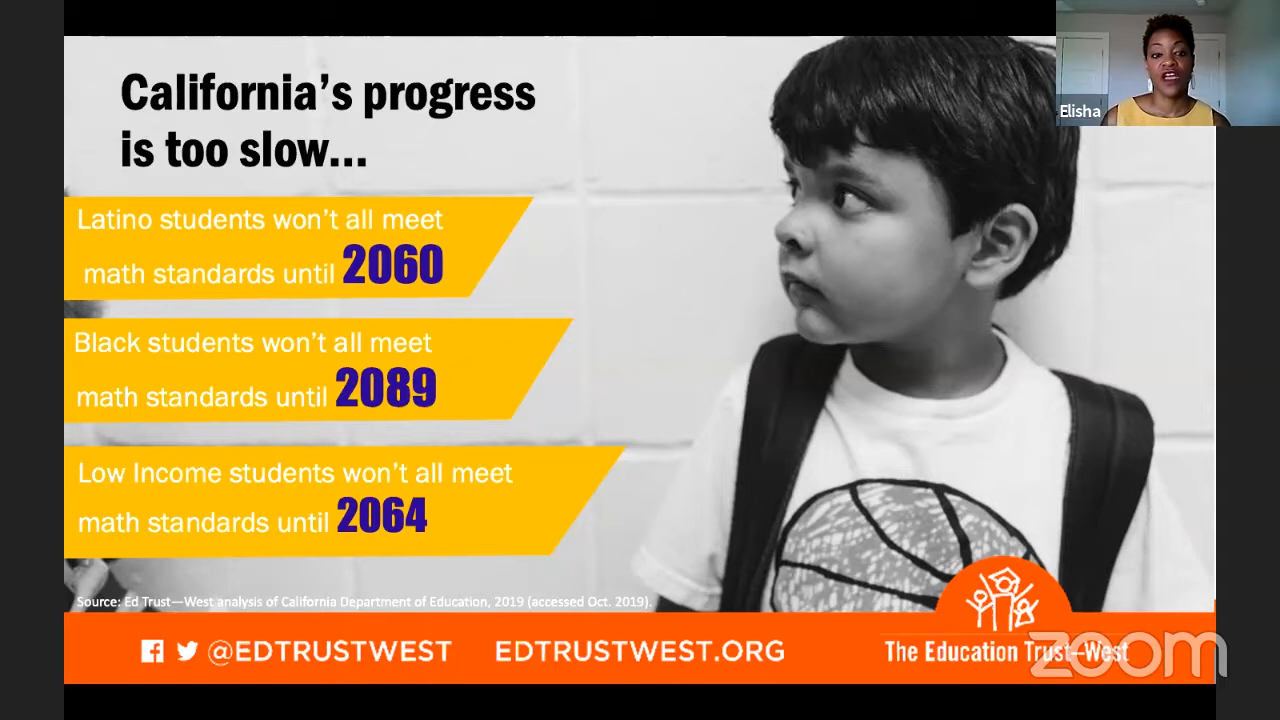 California’s progress
is too slow...
Latino students won’t all meet
math standards until 2060
Black students won’t all meet
math standards until 2089
Low Income students won’t all meet
math standards until 2064
Source: Ed Trust—West analysis of California Department of Education, 2019 (accessed Oct. 2019).
@EDTRUSTWEST EDTRUSTWEST.ORG
The Education Trust—West
zoom
Elisha